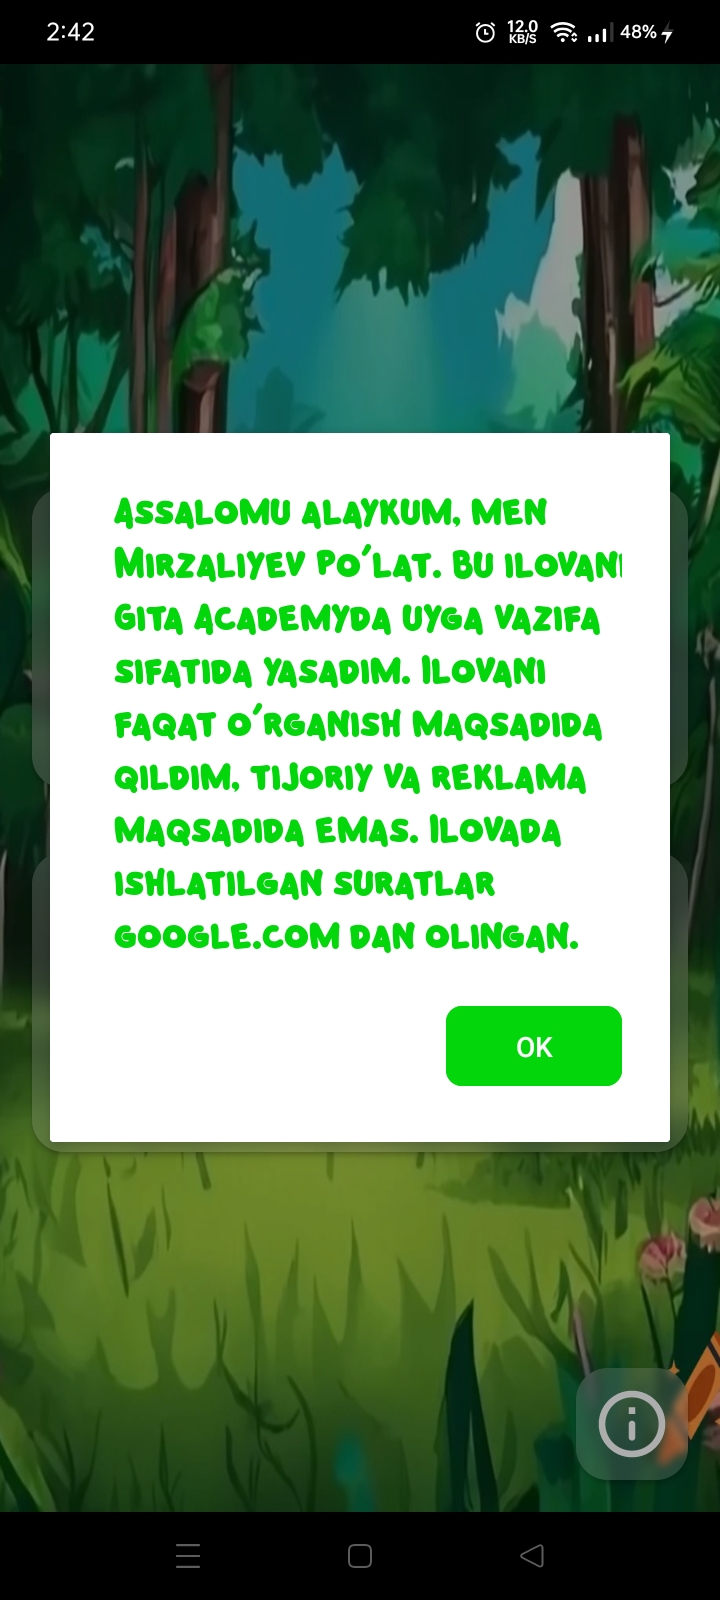 2:42
12.0
KB/S
48%
Assalomu alaykum, men
Mirzaliyev Po'lat. Bu ilovani
Gita Academyda uyga vazifa
sifatida yasadim. Ilovani
faqat o'rganish maqsadida
qildim, tijoriy va reklama
maqsadida emas. Ilovada
ishlatilgan suratlar
google.com dan olingan.
OK